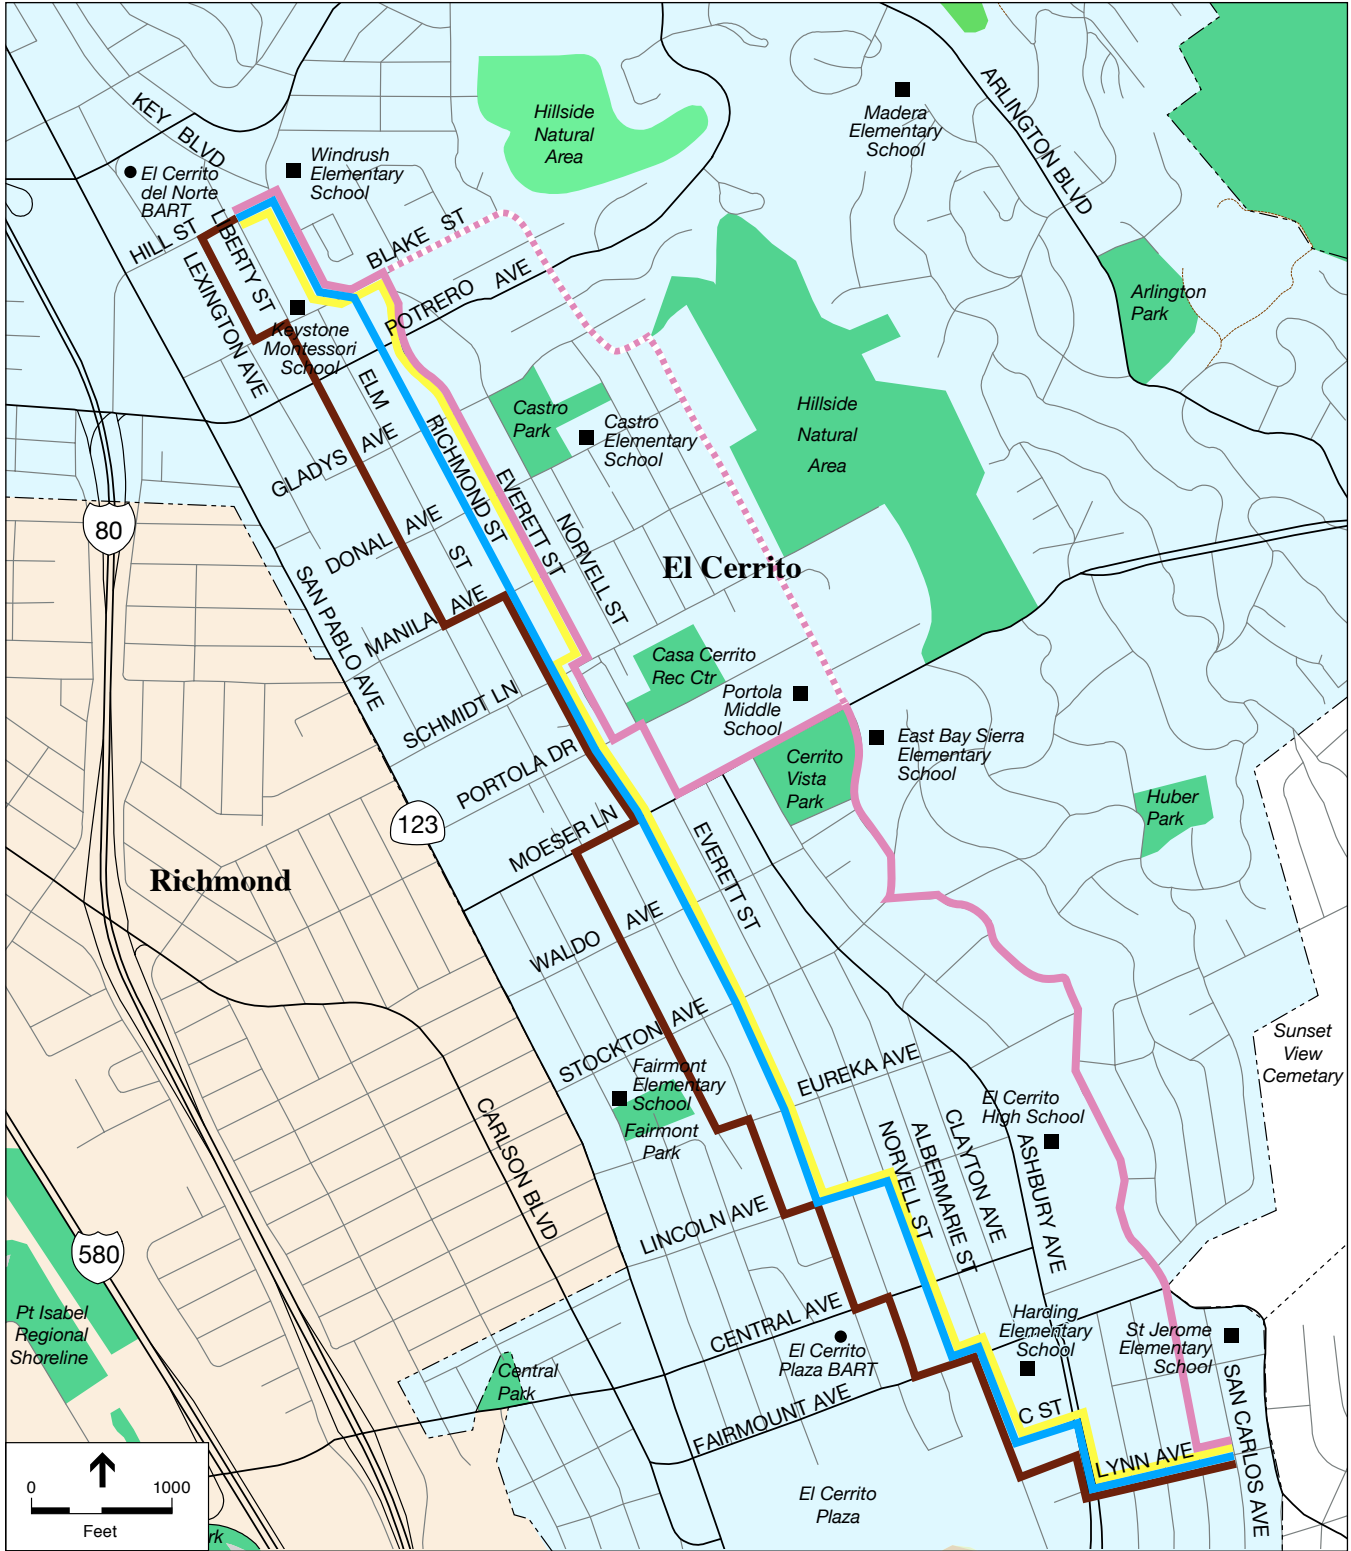 KEY BLVD
El Cerrito
del Norte
BART
Windrush
Elementary
School
Hillside
Natural
Area
Madera
Elementary
School
ARLINGTON BLVD
HILL ST
LIBERTY ST
LEXINGTON AVE
BLAKE ST
POTRERO AVE
Arlington
Park
Keystone
Montessori
School
ELM
ST
RICHMOND ST
Castro
Park
Castro
Elementary
School
Hillside
Natural
Area
GLADYS AVE
EVERETT ST
NORVELL ST
80
DONAL AVE
El Cerrito
SAN PABLO AVE
MANILA AVE
Casa Cerrito
Rec Ctr
SCHMIDT LN
Portola
Middle
School
East Bay Sierra
Elementary
School
PORTOLA DR
Cerrito
Vista
Park
Huber
Park
123
MOESER LN
EVERETT ST
Richmond
WALDO AVE
STOCKTON AVE
Sunset
View
Cemetary
EUREKA AVE
Fairmont
Elementary
School
Fairmont
Park
El Cerrito
High School
CARLSON BLVD
NORVELL ST
ALBERMARIE ST
CLAYTON AVE
ASHBURY AVE
LINCOLN AVE
580
Pt Isabel
Regional
Shoreline
CENTRAL AVE
Harding
Elementary
School
St Jerome
Elementary
School
El Cerrito
Plaza BART
Central
Park
FAIRMOUNT AVE
C ST
SAN CARLOS AVE
LYNN AVE
El Cerrito
Plaza
0 1000
Feet
rk